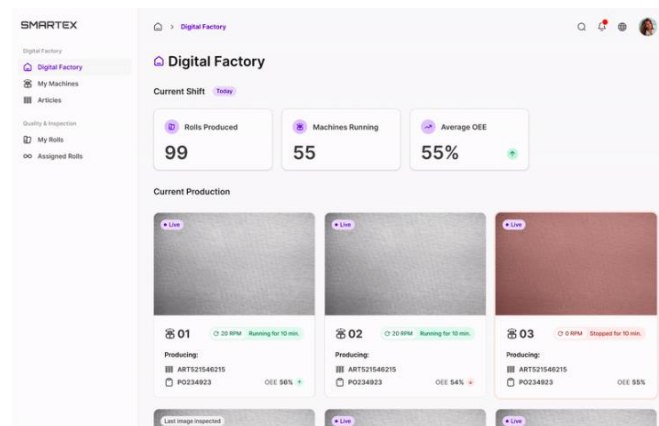 SMARTEX
Digital Factory
Digital Factory
My Machines
Articles
Quality & Inspection
My Rolls
Assigned Rolls
> Digital Factory
Digital Factory
Current Shift Today
Rolls Produced
99
Machines Running
55
Average OEE
55%
Current Production
Live
01
20 RPM Running for 10 min.
Producing:
ART521546215
PO234923 OEE 56%
Live
02
20 RPM Running for 10 min.
Producing:
ART521546215
PO234923 OEE 54%
Live
03
0 RPM Stopped for 10 min.
Producing:
ART521546215
PO234923 OEE 55%
Last image inspected
Live
Live